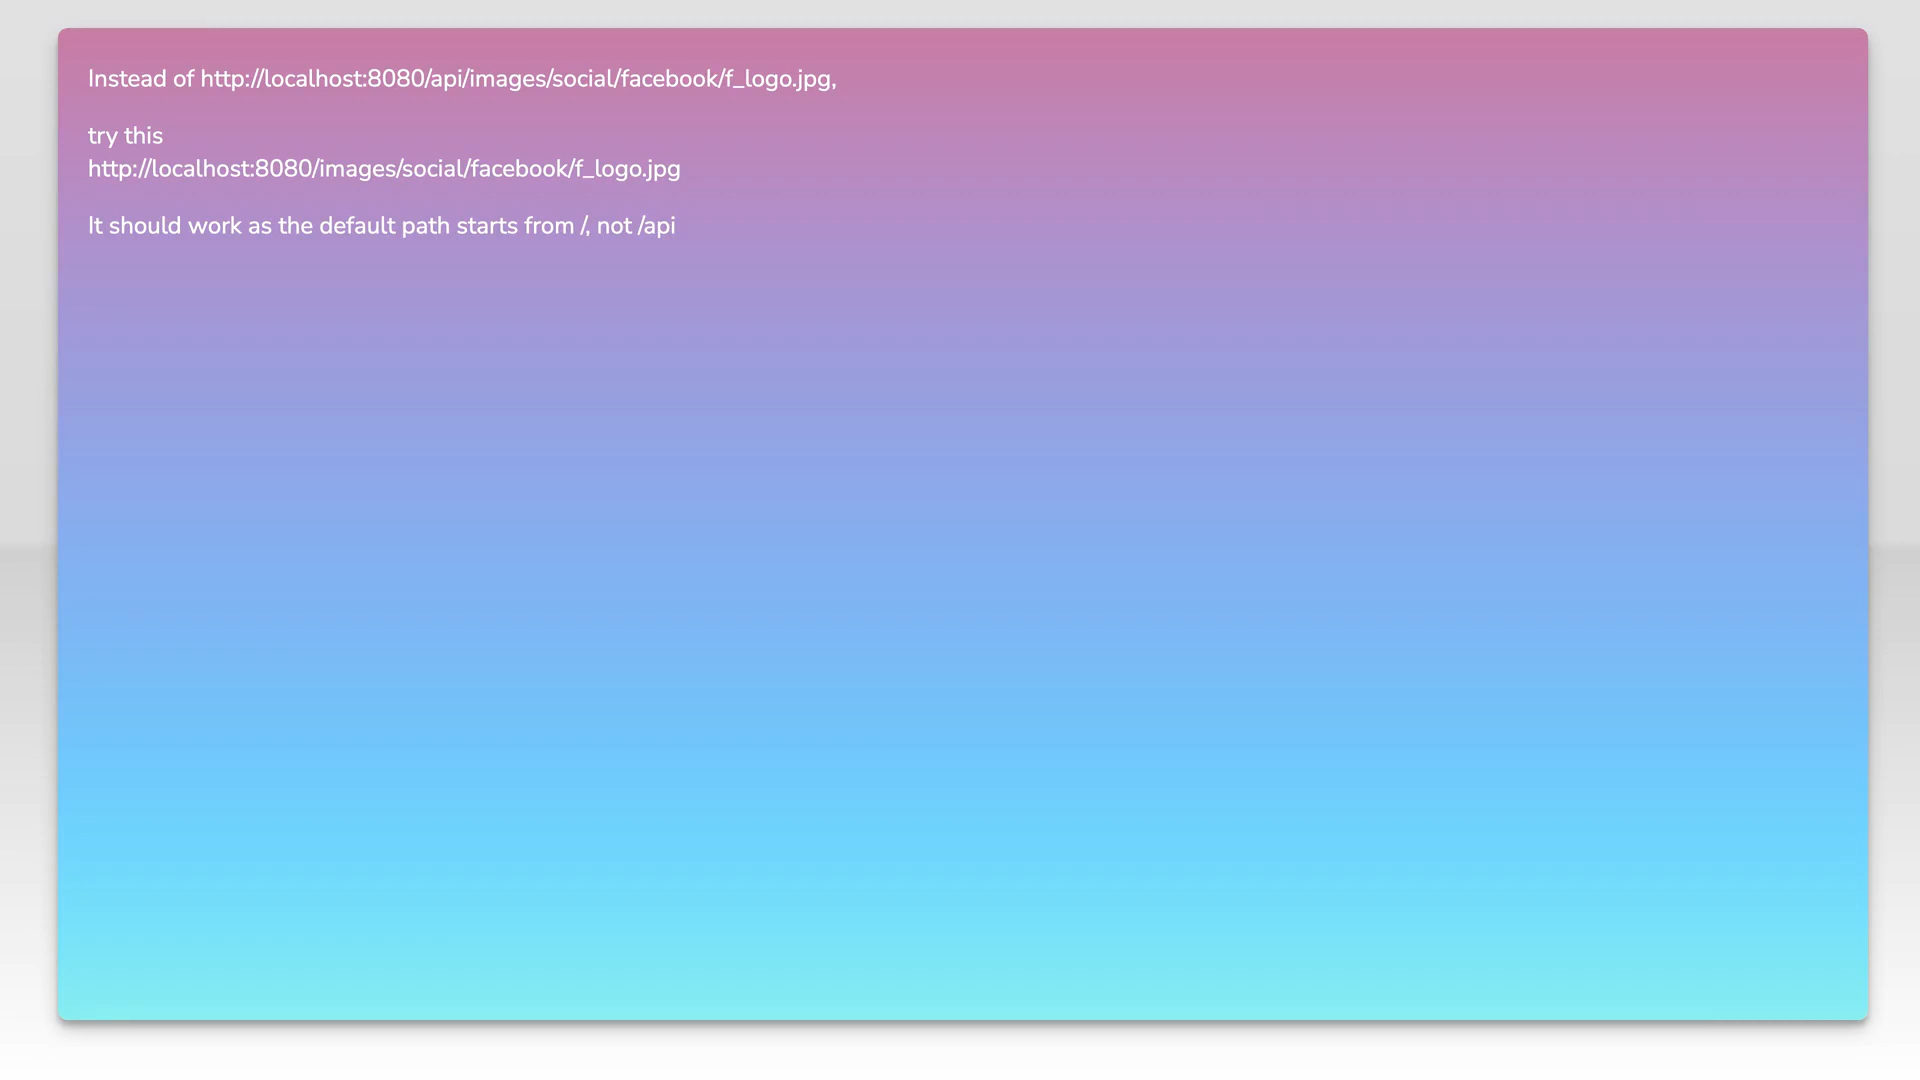 Instead of http://localhost:8080/api/images/social/facebook/f_logo.jpg,
try this
http://localhost:8080/images/social/facebook/f_logo.jpg
It should work as the default path starts from /, not /api